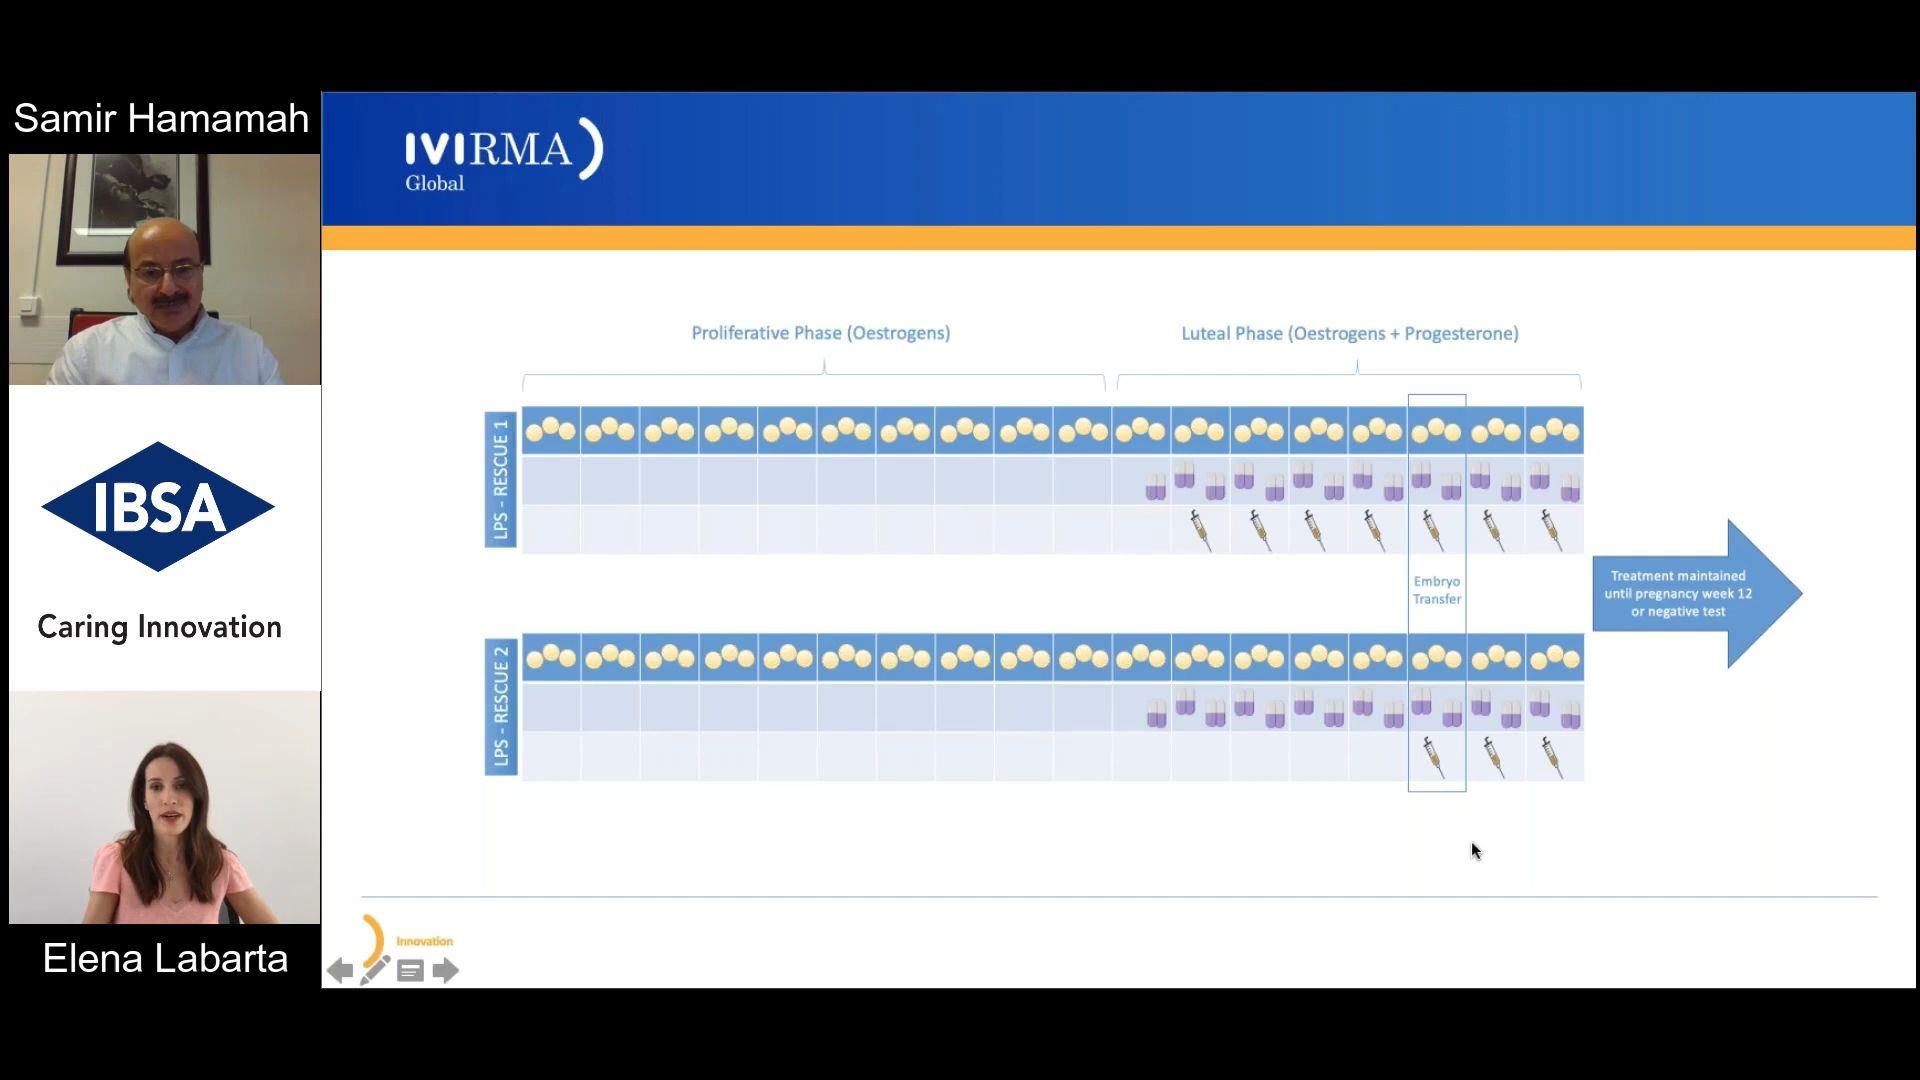 Samir Hamamah
IBSA
Caring Innovation
Elena Labarta
IVIRMA
Global
Proliferative Phase (Oestrogens)
Luteal Phase (Oestrogens + Progesterone)
LPS - RESCUE 1
Embryo
Transfer
LPS - RESCUE 2
Treatment maintained
until pregnancy week 12
or negative test
Innovation